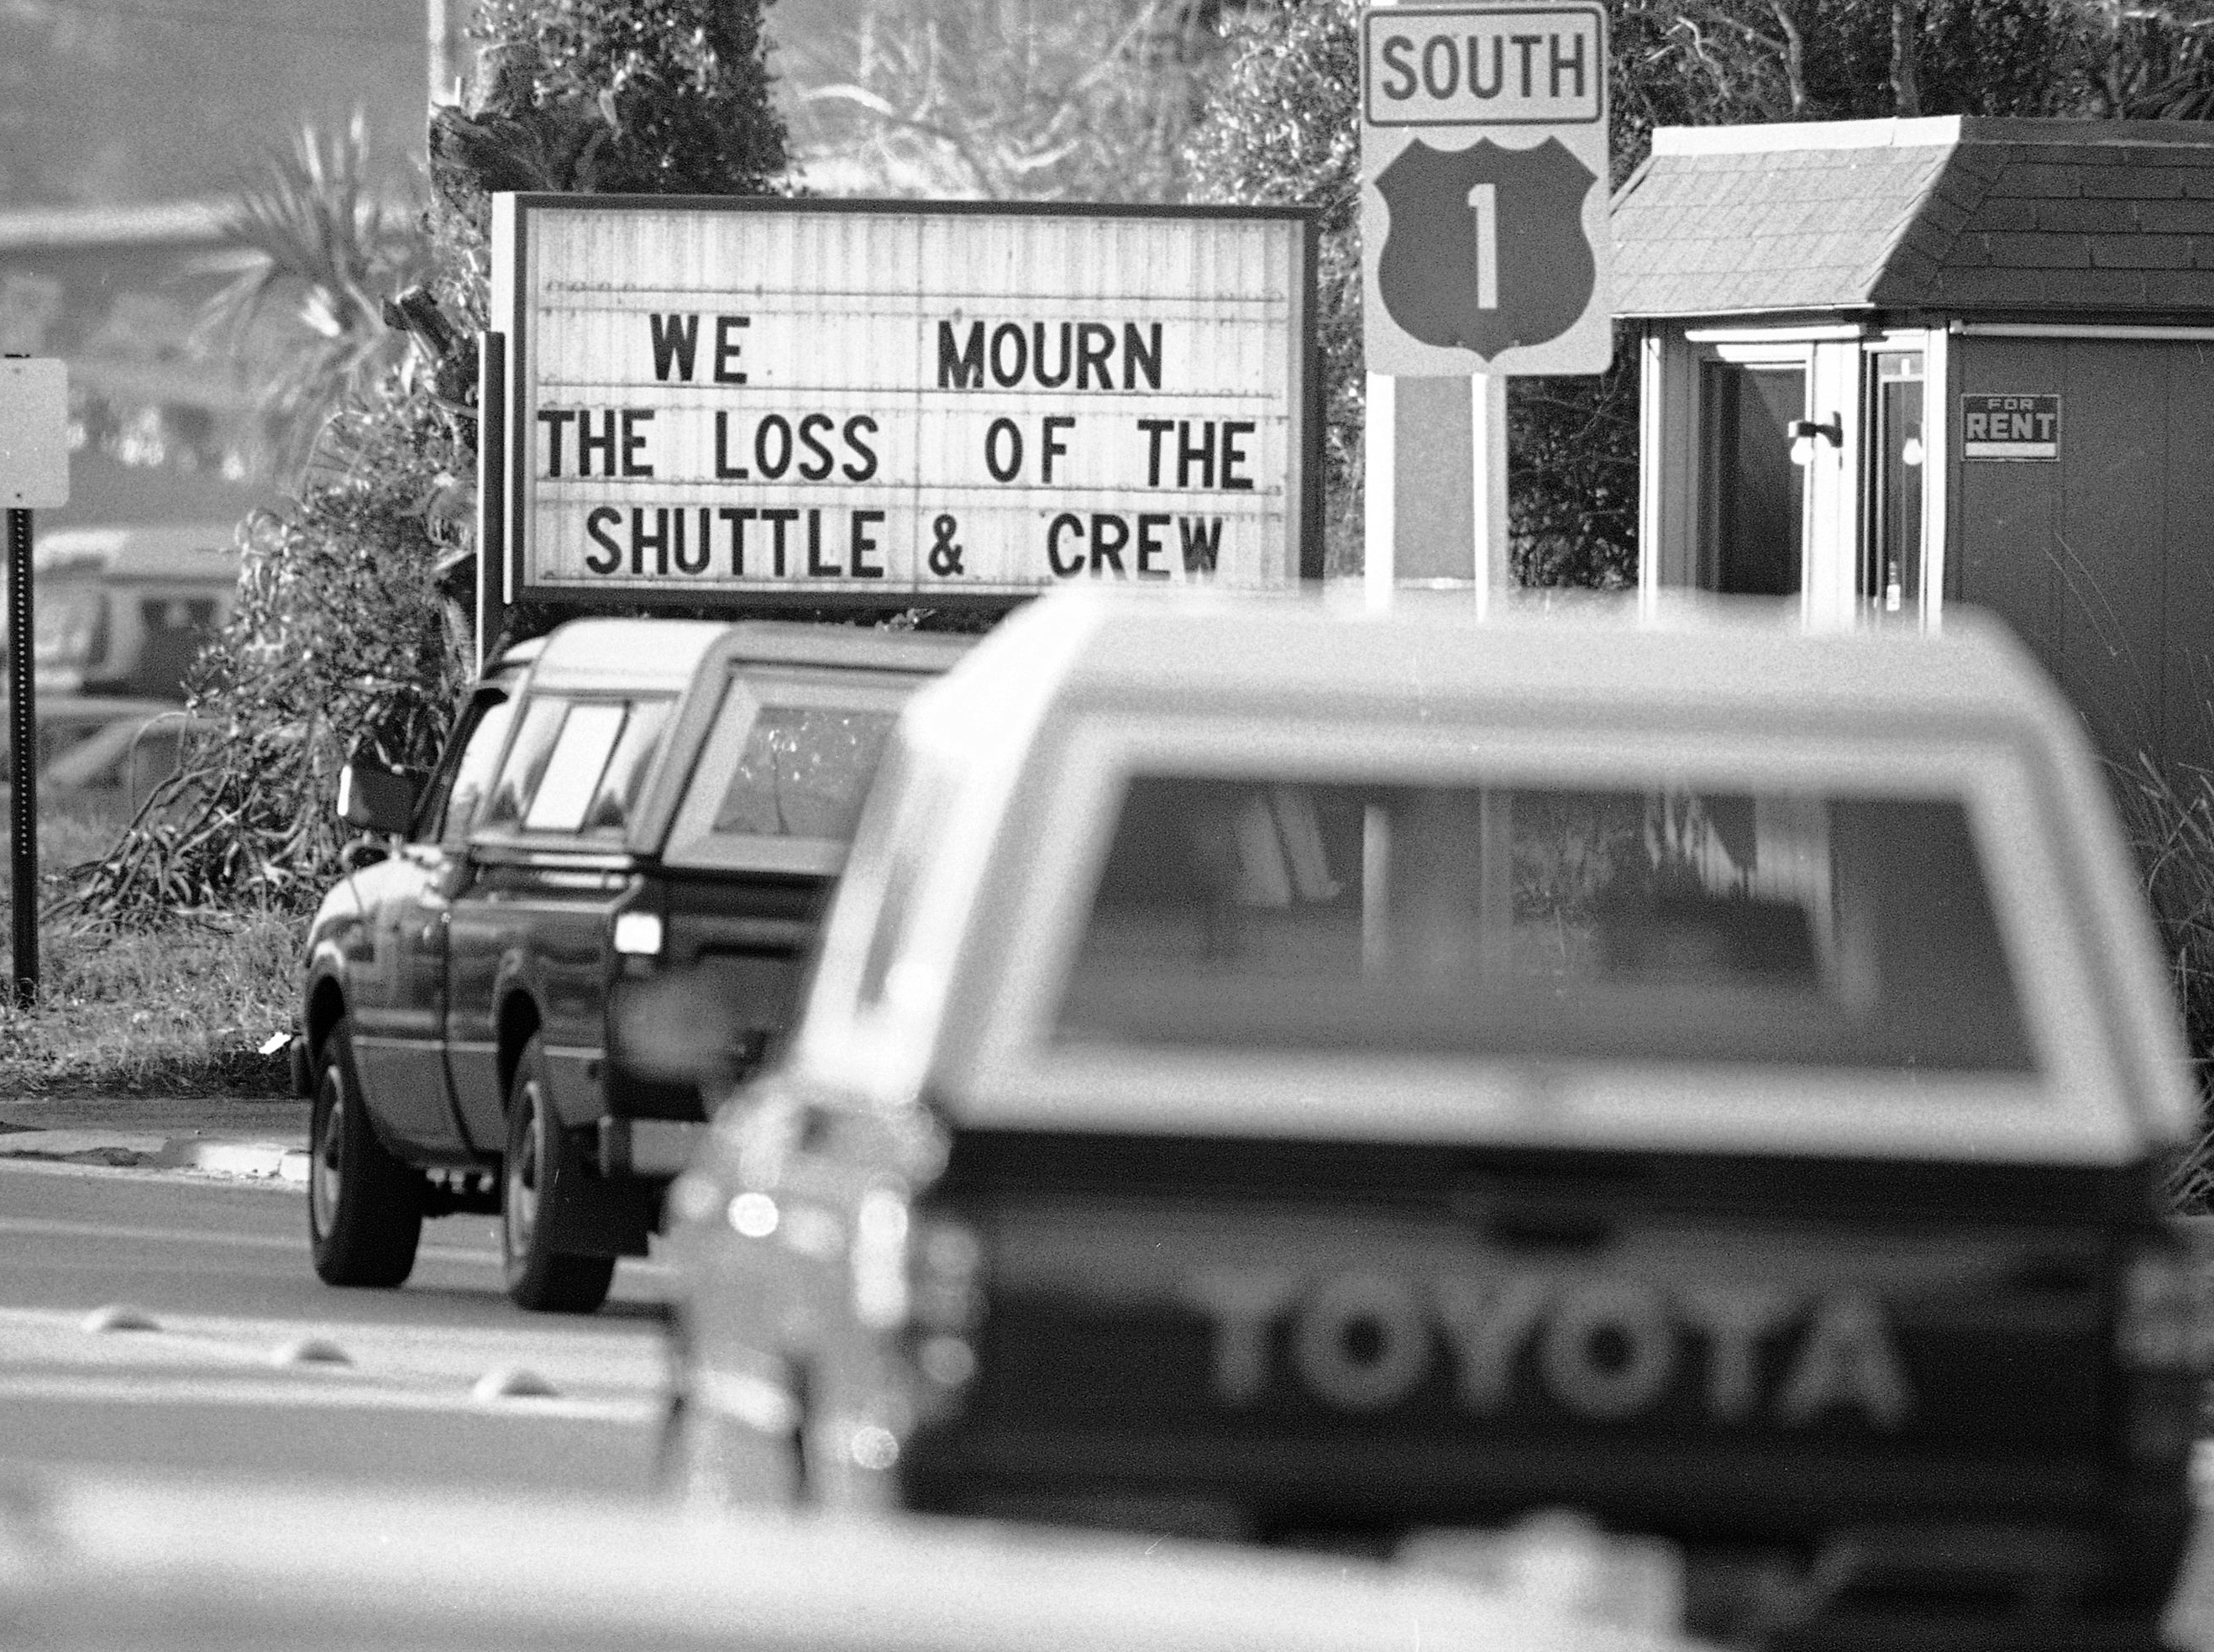 SOUTH
1
WE MOURN
THE LOSS OF THE
SHUTTLE & CREW
FOR
RENT
TOYOTA